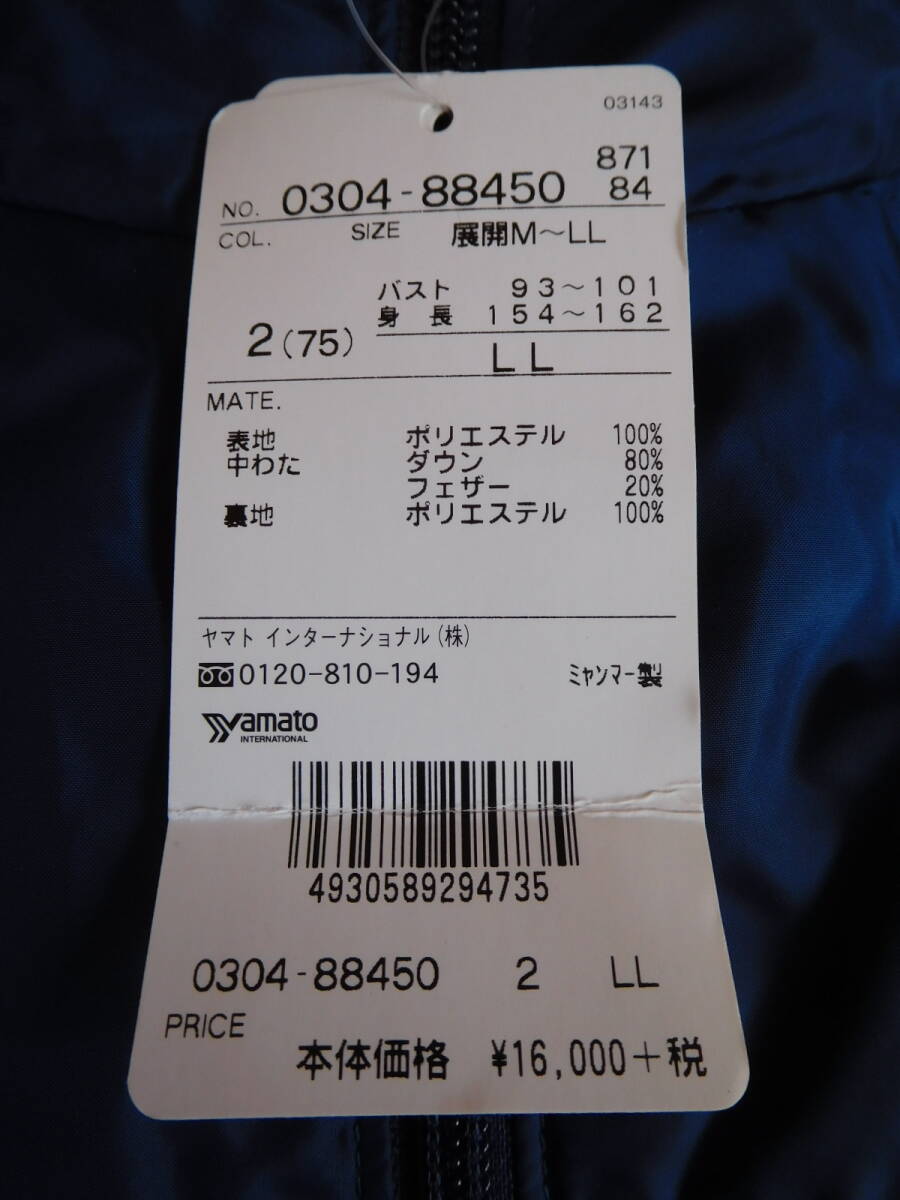 03143
871
NO. 0304-88450 84
COL. SIZE 展開M～LL
バスト 93～101
身長 154～162
2(75)
LL
MATE.
表地 ポリエステル 100%
中わた ダウン 80%
フェザー 20%
裏地 ポリエステル 100%
ヤマト インターナショナル(株)
0120-810-194 ミャンマー製
Yamato
INTERNATIONAL
4930589294735
0304-88450 2 LL
PRICE
本体価格 ¥16,000+税